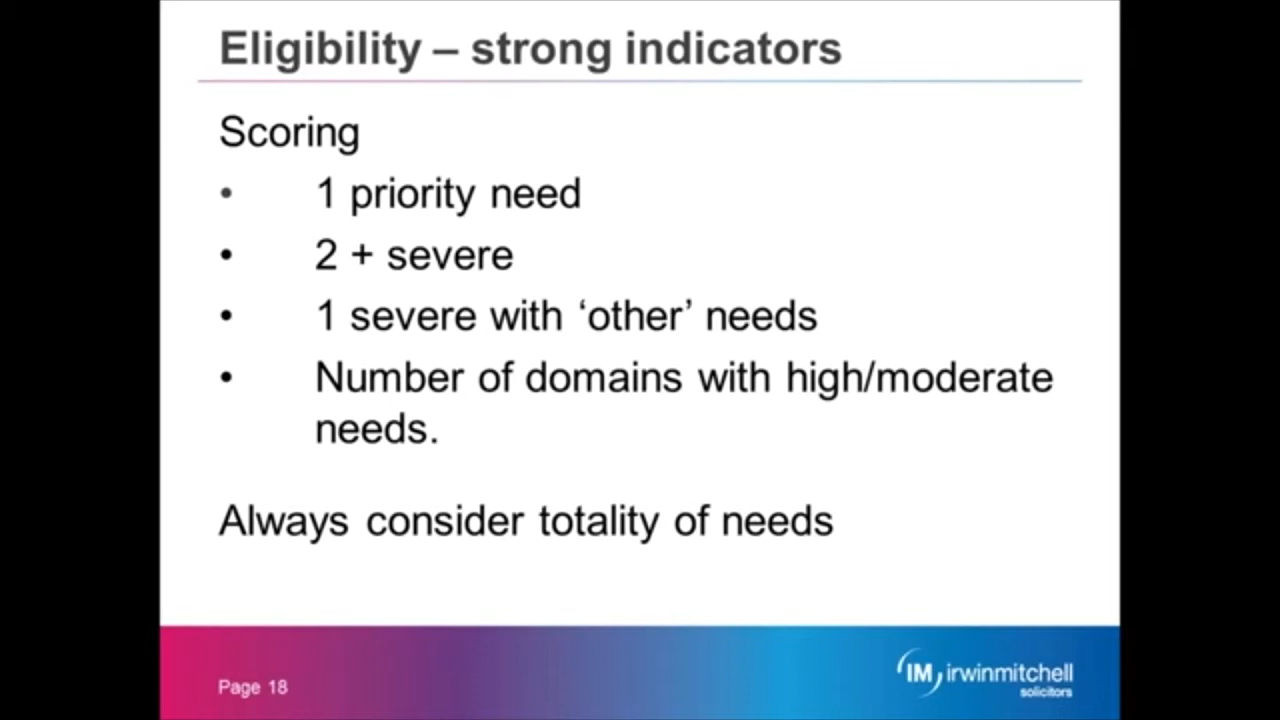 Eligibility – strong indicators
Scoring
• 1 priority need
• 2 + severe
• 1 severe with ‘other’ needs
• Number of domains with high/moderate
needs.
Always consider totality of needs
Page 18
IM irwinmitchell
solicitors